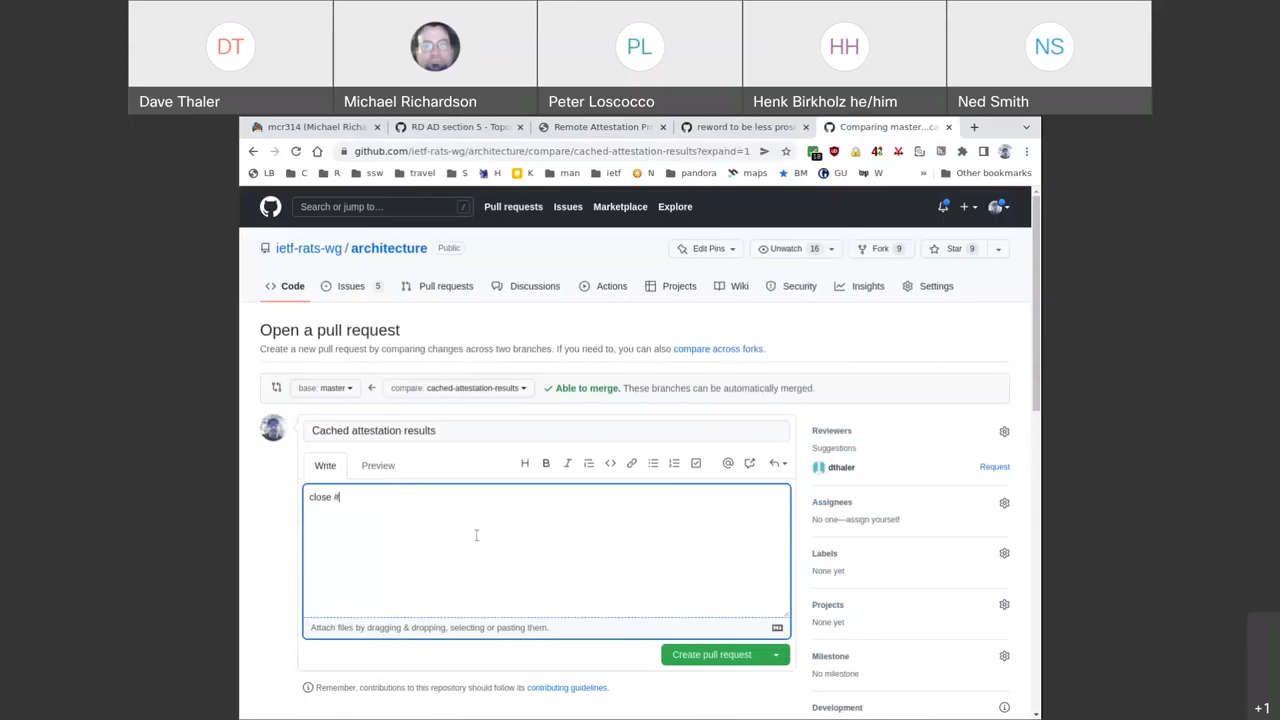 DT
PL
HH
NS
Dave Thaler
Michael Richardson
Peter Loscocco
Henk Birkholz he/him
Ned Smith
mcr314 (Michael Richa
RD AD section 5 - Topo
Remote Attestation Pr
reword to be less pros
Comparing master...ca
github.com/ietf-rats-wg/architecture/compare/cached-attestation-results?expand=1
18
LB
C
R
ssw
travel
S
H
K
man
ietf
N
pandora
maps
BM
GU
W
»
Other bookmarks
Search or jump to...
/
Pull requests
Issues
Marketplace
Explore
ietf-rats-wg / architecture
Public
Edit Pins
Unwatch 16
Fork 9
Star 9
Code
Issues 5
Pull requests
Discussions
Actions
Projects
Wiki
Security
Insights
Settings
Open a pull request
Create a new pull request by comparing changes across two branches. If you need to, you can also compare across forks.
base: master
compare: cached-attestation-results
Able to merge. These branches can be automatically merged.
Cached attestation results
Write
Preview
close #
Attach files by dragging & dropping, selecting or pasting them.
Create pull request
Remember, contributions to this repository should follow its contributing guidelines.
Reviewers
Suggestions
dthaler
Request
Assignees
No one—assign yourself
Labels
None yet
Projects
None yet
Milestone
No milestone
Development
+1